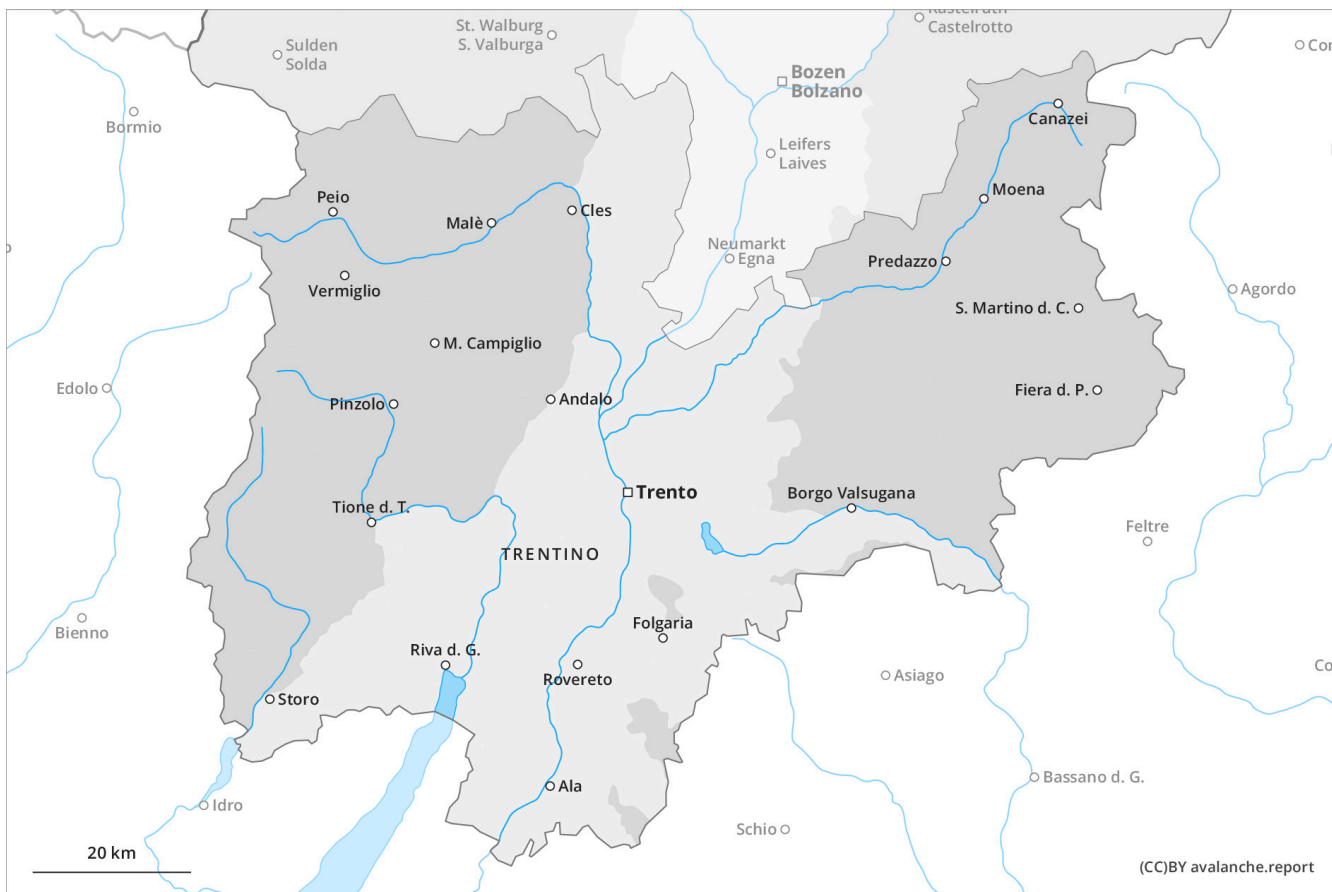 St. Walburg
S. Valburga
Castelrotto
Sulden
Solda
Bozen
Bolzano
Bormio
Canazei
Leifers
Laives
Moena
Peio
Malè
Cles
Neumarkt
Egna
Predazzo
Vermiglio
Agordo
S. Martino d. C.
M. Campiglio
Edolo
Fiera d. P.
Pinzolo
Andalo
Trento
Borgo Valsugana
Tione d. T.
Feltre
TRENTINO
Bienno
Folgaria
Riva d. G.
Rovereto
Asiago
Storo
Bassano d. G.
Ala
Idro
Schio
20 km
(CC)BY avalanche.report